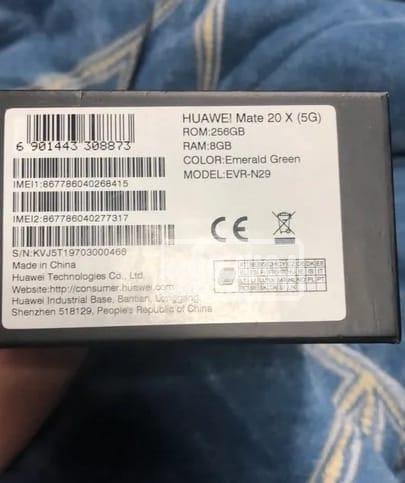 HUAWEI Mate 20 X (5G)
ROM:256GB
RAM:8GB
COLOR:Emerald Green
MODEL:EVR-N29
6 901443 308873
IMEI1:867786040268415
IMEI2:867786040277317
S/N:KVJ5T19703000466
Made in China
Huawei Technologies Co., Ltd.
Website:http://consumer.huawei.com
Huawei Industrial Base, Bantian, Longgang,
Shenzhen 518129, People's Republic of China
CE